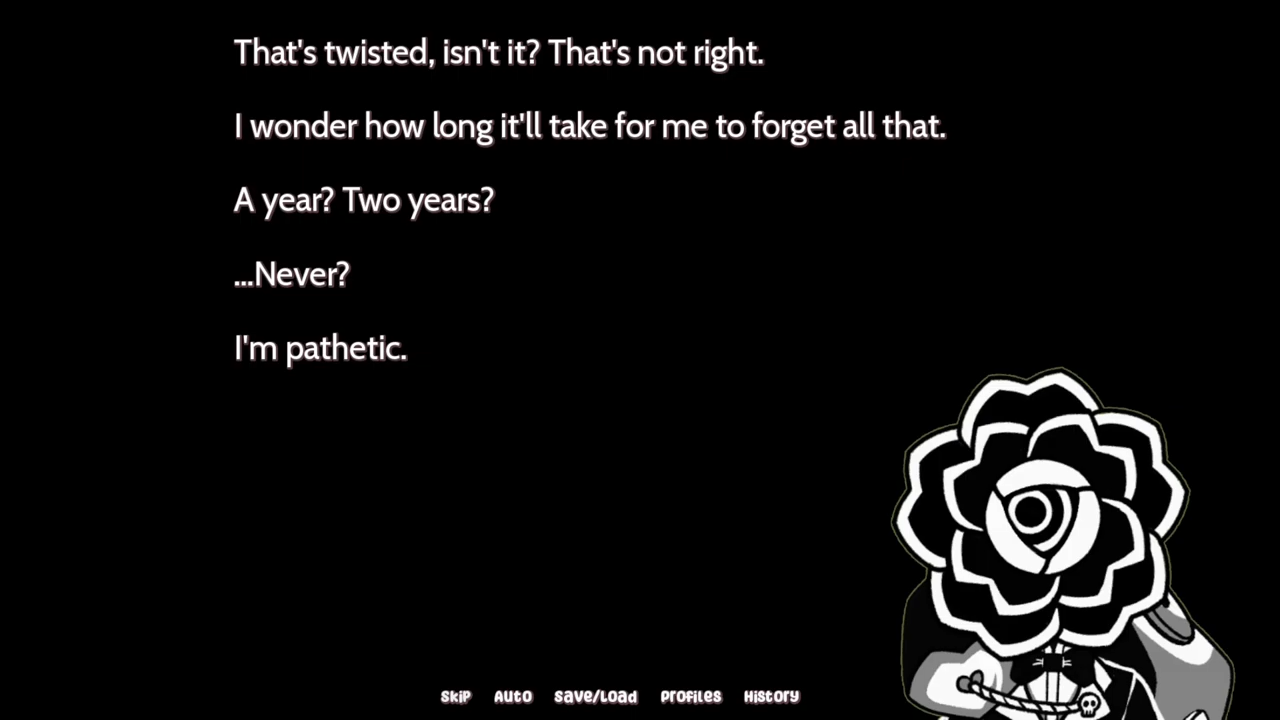 That's twisted, isn't it? That's not right.
I wonder how long it'll take for me to forget all that.
A year? Two years?
...Never?
I'm pathetic.
Skip Auto Save/Load Profiles History